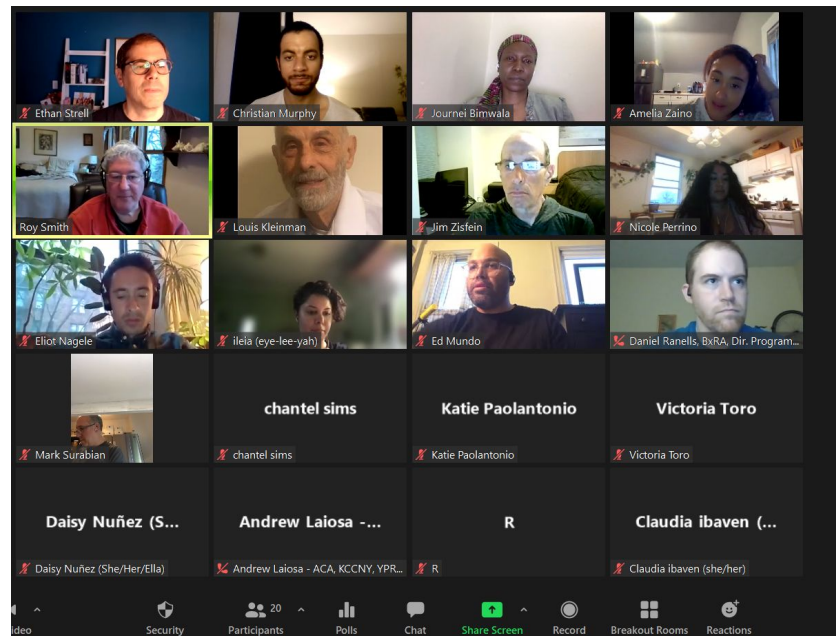 Ethan Strell
Christian Murphy
Journei Bimwala
Amelia Zaino
Roy Smith
Louis Kleinman
Jim Zisfein
Nicole Perrino
Eliot Nagele
ileia (eye-lee-yah)
Ed Mundo
Daniel Ranells, BxRA, Dir. Program...
Mark Surabian
chantel sims
chantel sims
Katie Paolantonio
Katie Paolantonio
Victoria Toro
Victoria Toro
Daisy Nuñez (S...
Daisy Nuñez (She/Her/Ella)
Andrew Laiosa -...
Andrew Laiosa - ACA, KCCNY, YPR...
R
R
Claudia ibaven (...
Claudia ibaven (she/her)
ideo
Security
20
Participants
Polls
Chat
Share Screen
Record
Breakout Rooms
Reactions